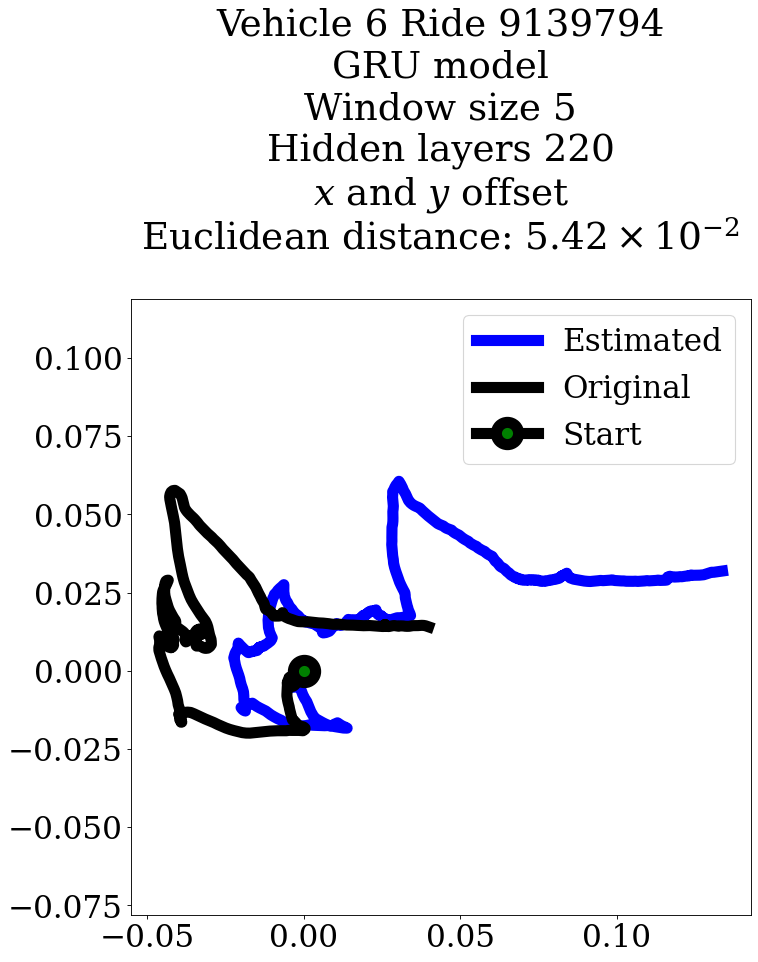 Vehicle 6 Ride 9139794
GRU model
Window size 5
Hidden layers 220
x and y offset
Euclidean distance: 5.42 × 10⁻²
Estimated
Original
Start
0.100
0.075
0.050
0.025
0.000
−0.025
−0.050
−0.075
−0.05 0.00 0.05 0.10